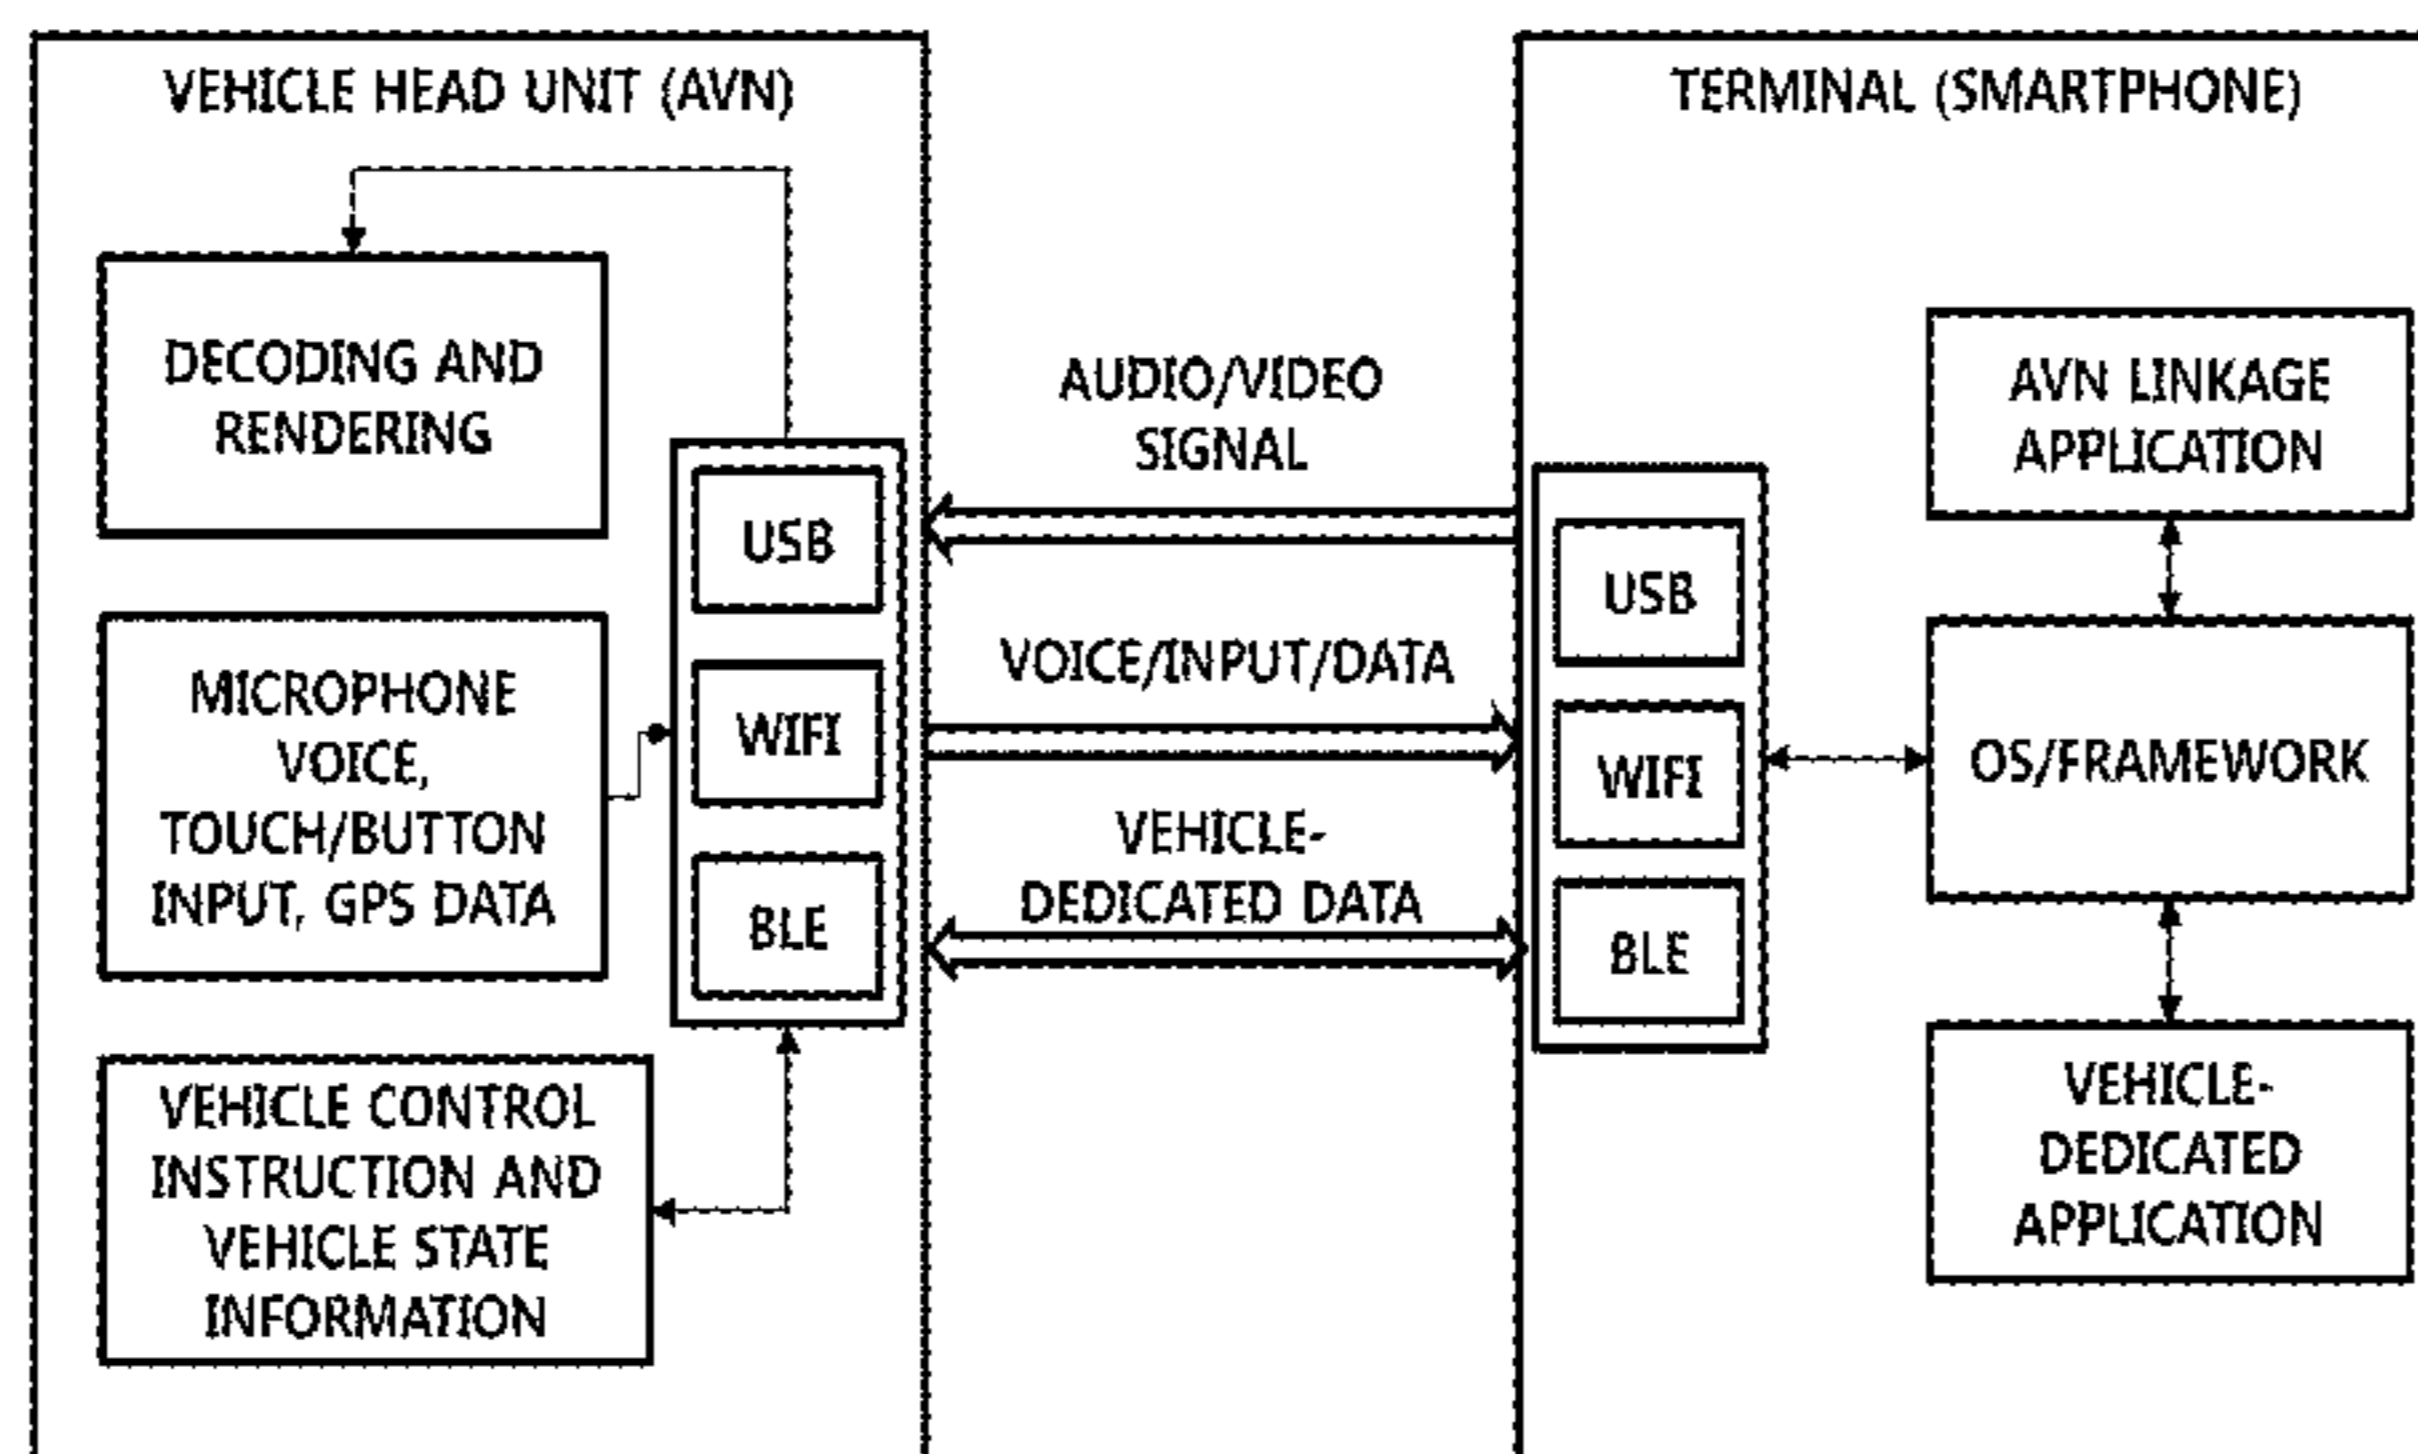 VEHICLE HEAD UNIT (AVN)
DECODING AND
RENDERING
MICROPHONE
VOICE,
TOUCH/BUTTON
INPUT, GPS DATA
VEHICLE CONTROL
INSTRUCTION AND
VEHICLE STATE
INFORMATION
USB
WIFI
BLE
AUDIO/VIDEO
SIGNAL
VOICE/INPUT/DATA
VEHICLE-
DEDICATED DATA
TERMINAL (SMARTPHONE)
USB
WIFI
BLE
AVN LINKAGE
APPLICATION
OS/FRAMEWORK
VEHICLE-
DEDICATED
APPLICATION